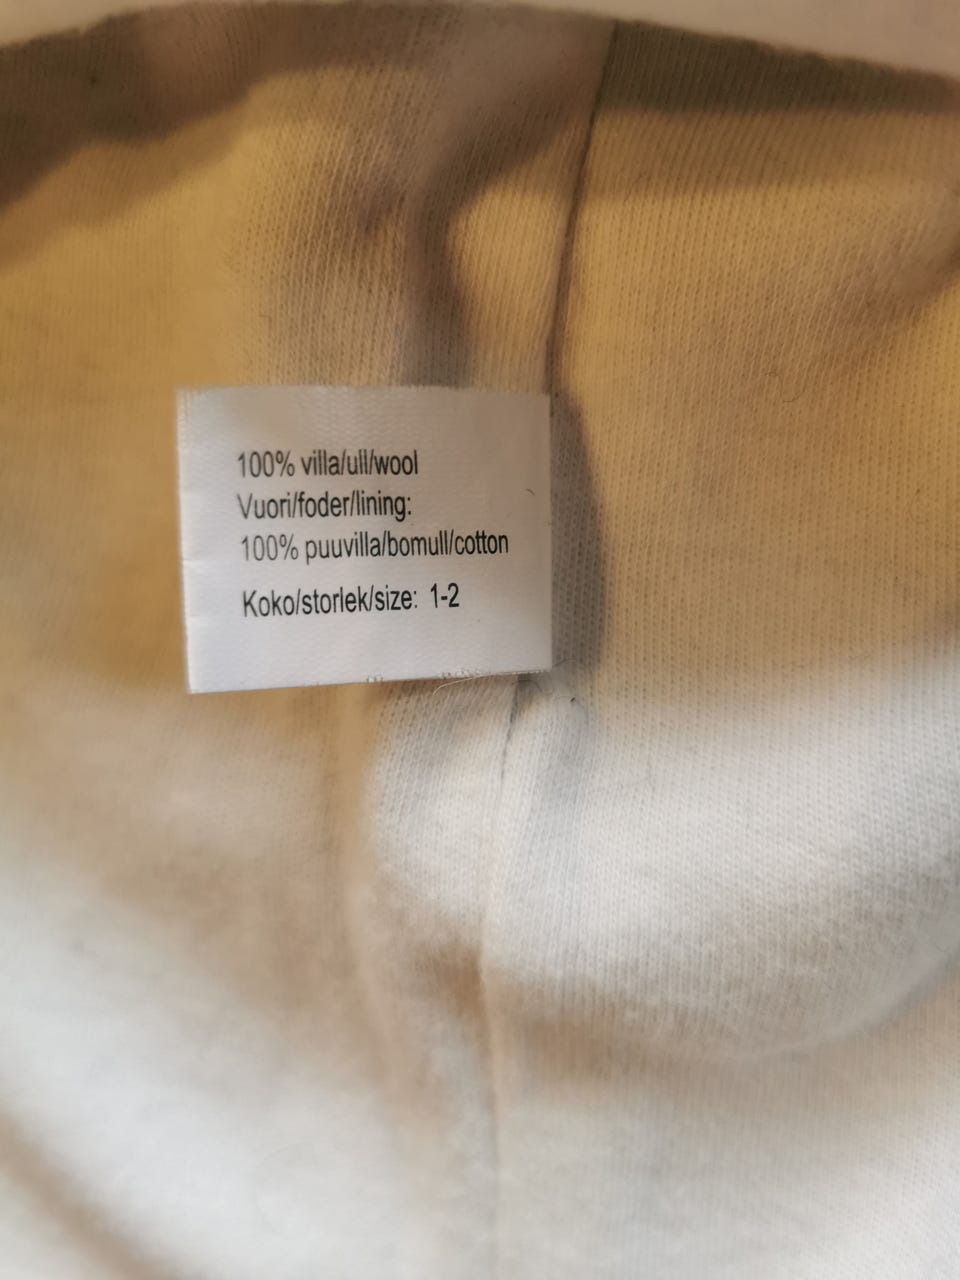 100% villa/ull/wool
Vuori/foder/lining:
100% puuvilla/bomull/cotton
Koko/storlek/size: 1-2